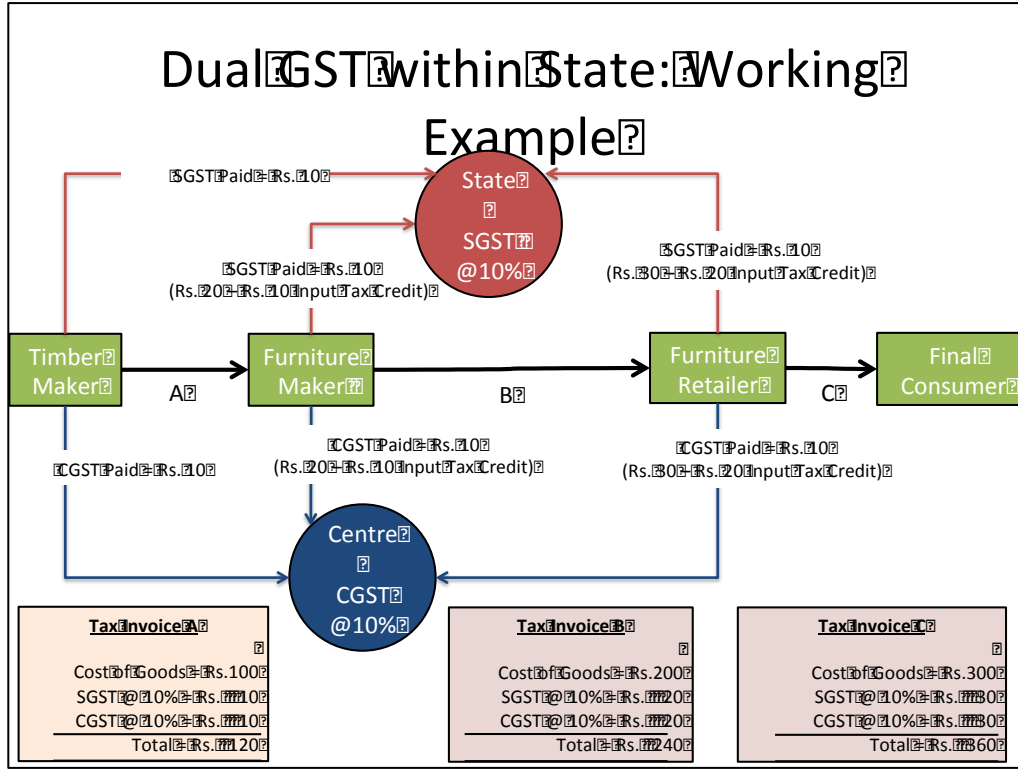 Dual GST within State: Working
Example
SGST Paid = Rs. 10
State
SGST
@10%
SGST Paid = Rs. 10
(Rs. 20 – Rs. 10 Input Tax Credit)
SGST Paid = Rs. 10
(Rs. 30 – Rs. 20 Input Tax Credit)
Timber
Maker
A
Furniture
Maker
B
Furniture
Retailer
C
Final
Consumer
CGST Paid = Rs. 10
CGST Paid = Rs. 10
(Rs. 20 – Rs. 10 Input Tax Credit)
CGST Paid = Rs. 10
(Rs. 30 – Rs. 20 Input Tax Credit)
Centre
CGST
@10%
Tax Invoice A
Cost of Goods = Rs.100
SGST @ 10% = Rs. 10
CGST @ 10% = Rs. 10
Total = Rs. 120
Tax Invoice B
Cost of Goods = Rs.200
SGST @ 10% = Rs. 20
CGST @ 10% = Rs. 20
Total = Rs. 240
Tax Invoice C
Cost of Goods = Rs.300
SGST @ 10% = Rs. 30
CGST @ 10% = Rs. 30
Total = Rs. 360